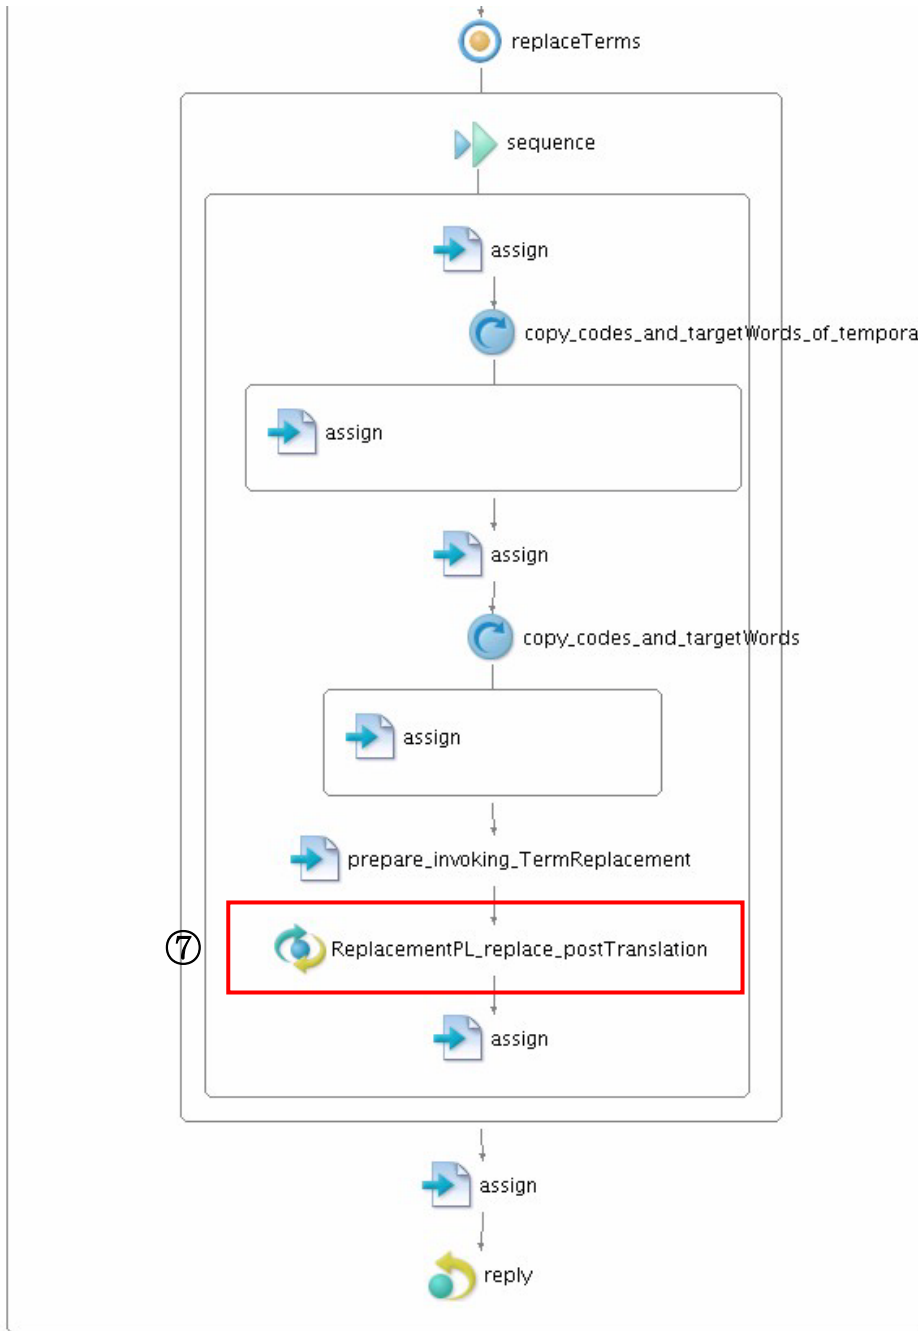 replaceTerms
sequence
assign
copy_codes_and_targetWords_of_tempora
assign
assign
copy_codes_and_targetWords
assign
prepare_invoking_TermReplacement
⑦ ReplacementPL_replace_postTranslation
assign
assign
reply